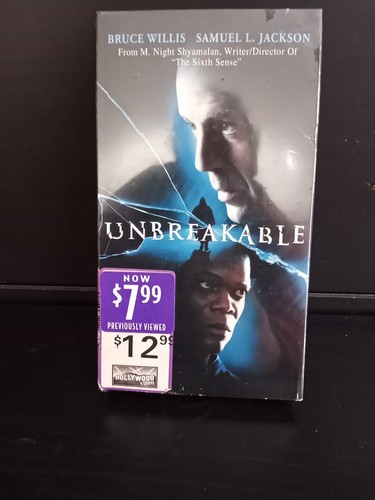 BRUCE WILLIS SAMUEL L. JACKSON
From M. Night Shyamalan, Writer/Director Of
"The Sixth Sense"
UNBREAKABLE
NOW
$7.99
PREVIOUSLY VIEWED
$12.99
HOLLYWOOD
VIDEO